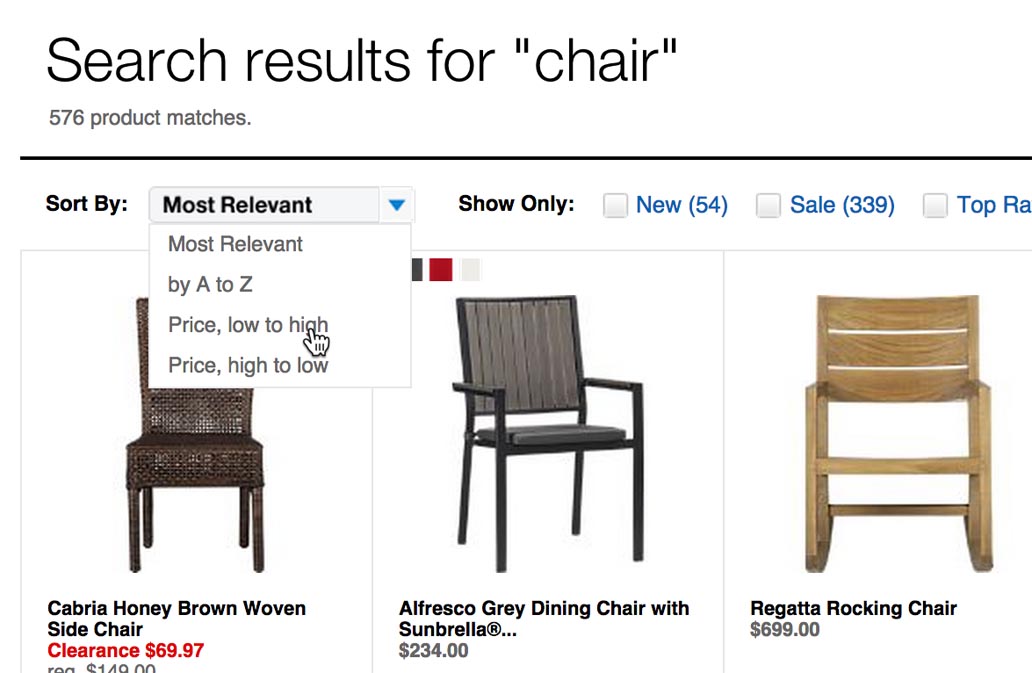 Search results for "chair"
576 product matches.
Sort By: Most Relevant Show Only: New (54) Sale (339) Top Ra
Most Relevant
by A to Z
Price, low to high
Price, high to low
Cabria Honey Brown Woven
Side Chair
Clearance $69.97
reg. $149.00
Alfresco Grey Dining Chair with
Sunbrella®...
$234.00
Regatta Rocking Chair
$699.00